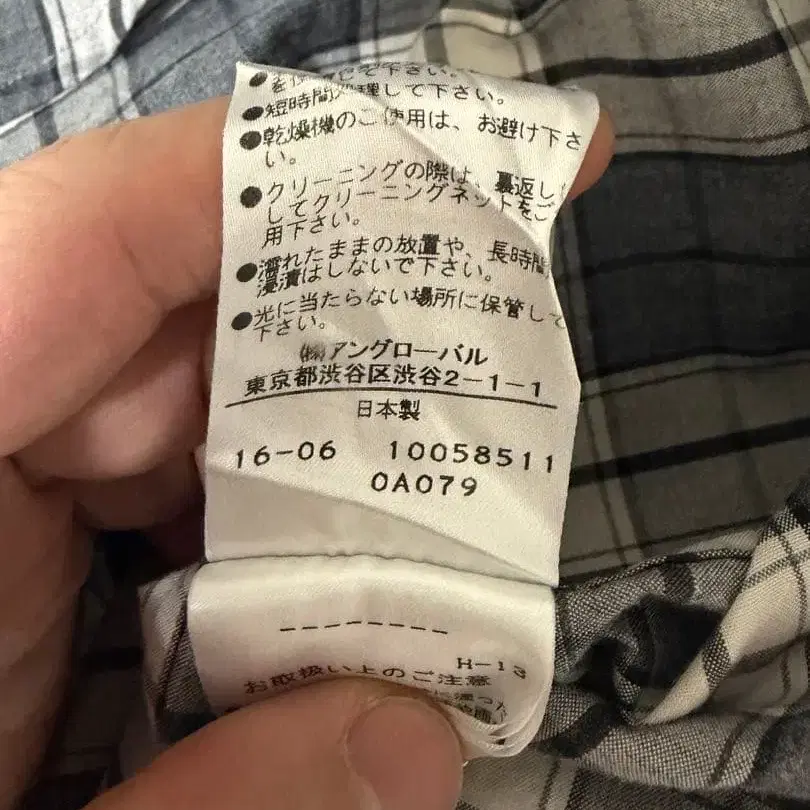 下さい。
●短時間処理して下さい。
●乾燥機のご使用は、お避け下さ
い。
●クリーニングの際は、裏返し
してクリーニングネットをご
用下さい。
●濡れたままの放置や、長時間
浸漬はしないで下さい。
●光に当たらない場所に保管して
下さい。
㈱アングローバル
東京都渋谷区渋谷2-1-1
日本製
16-06 10058511
0A079
--------
H-13
お取扱い上のご注意